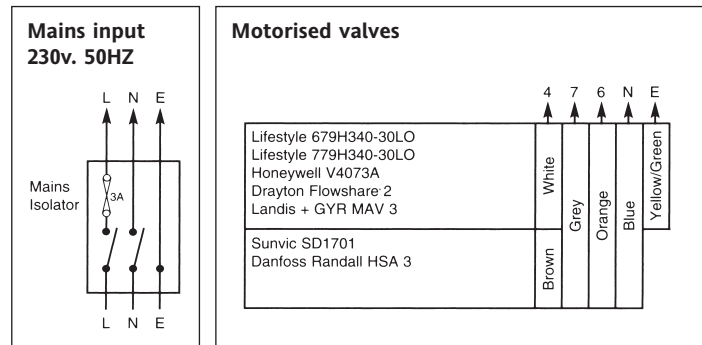 Mains input
230v. 50HZ
L N E
Mains
Isolator
3A
L N E
Motorised valves
4 7 6 N E
Lifestyle 679H340-30LO
Lifestyle 779H340-30LO
Honeywell V4073A
Drayton Flowshare 2
Landis + GYR MAV 3
White
Grey
Orange
Blue
Yellow/Green
Sunvic SD1701
Danfoss Randall HSA 3
Brown